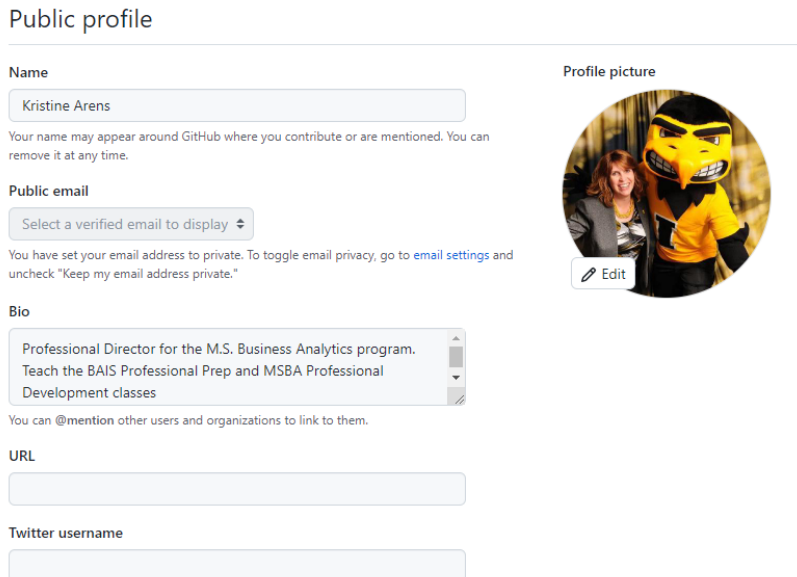 Public profile
Name
Kristine Arens
Your name may appear around GitHub where you contribute or are mentioned. You can
remove it at any time.
Public email
Select a verified email to display
You have set your email address to private. To toggle email privacy, go to email settings and
uncheck "Keep my email address private."
Bio
Professional Director for the M.S. Business Analytics program.
Teach the BAIS Professional Prep and MSBA Professional
Development classes
You can @mention other users and organizations to link to them.
URL
Twitter username
Profile picture
I
Edit